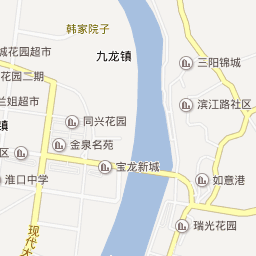 韩家院子
城花园超市
九龙镇
三阳锦城
花园二期
兰姐超市
滨江路社区
同兴花园
镇
金泉名苑
区
宝龙新城
淮口中学
如意港
瑞光花园
现代大